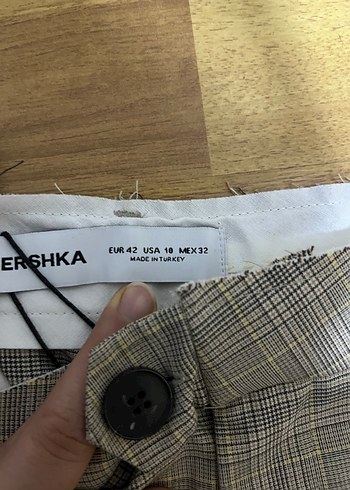 ERSHKA
EUR 42 USA 10 MEX 32
MADE IN TURKEY